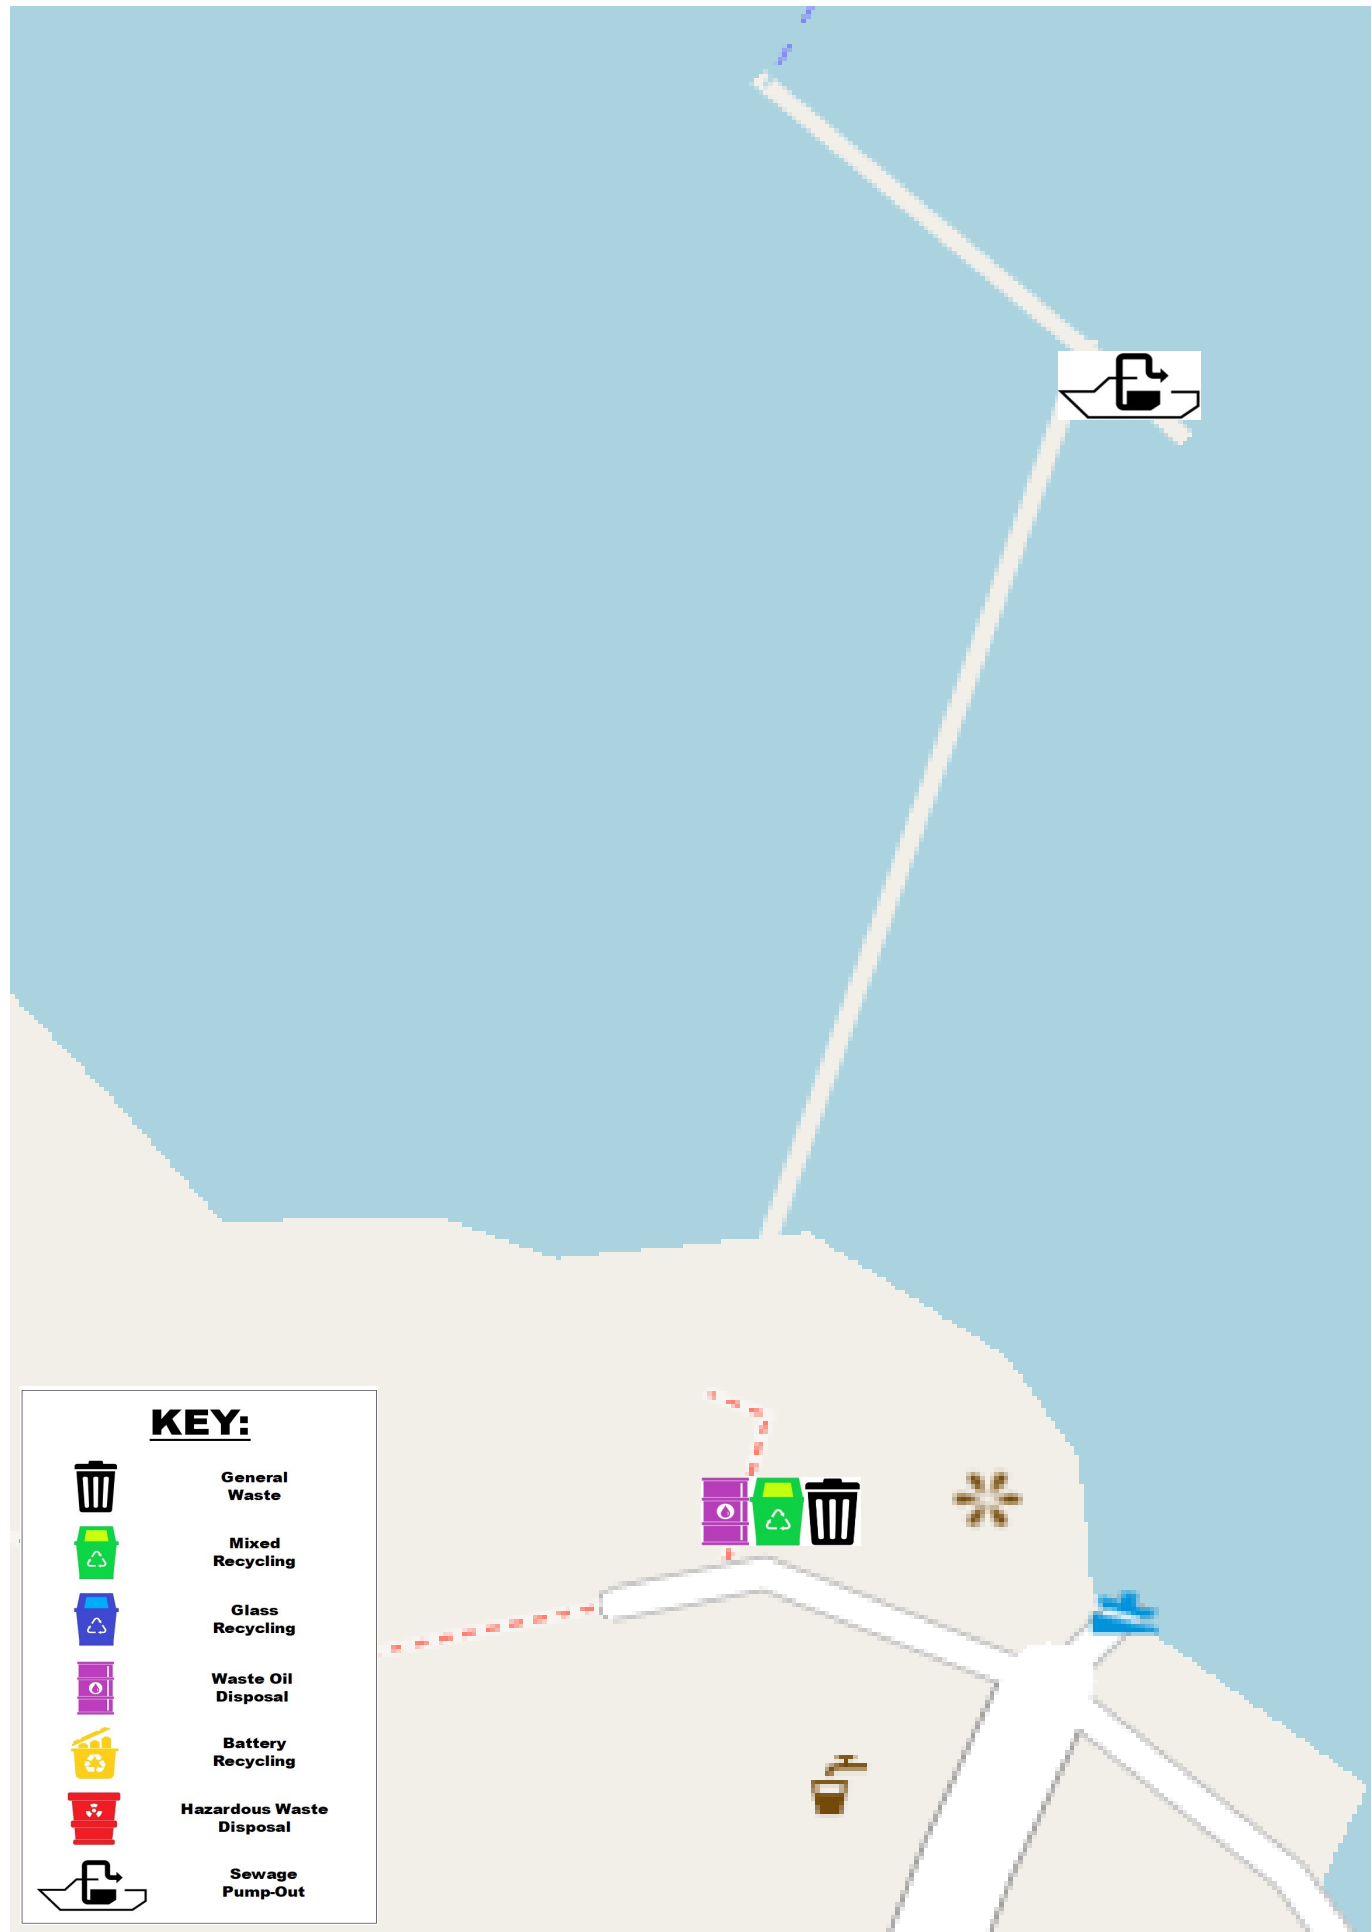 KEY:
General
Waste
Mixed
Recycling
Glass
Recycling
Waste Oil
Disposal
Battery
Recycling
Hazardous Waste
Disposal
Sewage
Pump-Out